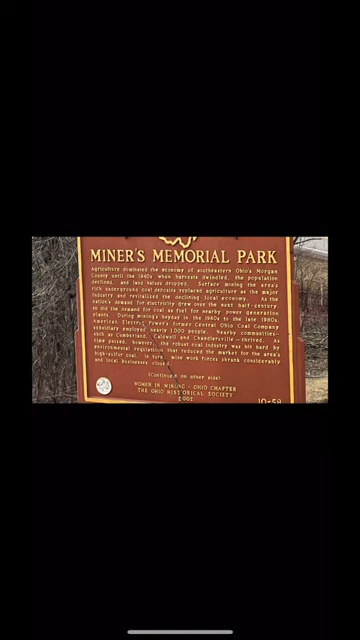 MINER'S MEMORIAL PARK
Agriculture dominated the economy of southeastern Ohio's Morgan
County until the 1940s when harvests dwindled, the population
declined, and land values dropped. Surface mining the area's
rich underground coal deposits replaced agriculture as the major
industry and revitalized the declining local economy. As the
nation's demand for electricity grew over the next half-century,
so did the demand for coal as fuel for nearby power generation
plants. During mining's heyday in the 1960s to the late 1980s,
American Electric Power's former Central Ohio Coal Company
subsidiary employed nearly 1,000 people. Nearby communities—
such as Cumberland, Caldwell and Chandlersville—thrived. As
time passed, however, the robust coal industry was hit hard by
environmental regulations that reduced the market for the area's
high-sulfur coal. In turn, mine work forces shrank considerably
and local businesses closed.
(Continued on other side)
WOMEN IN MINING - OHIO CHAPTER
THE OHIO HISTORICAL SOCIETY
2002
10-58